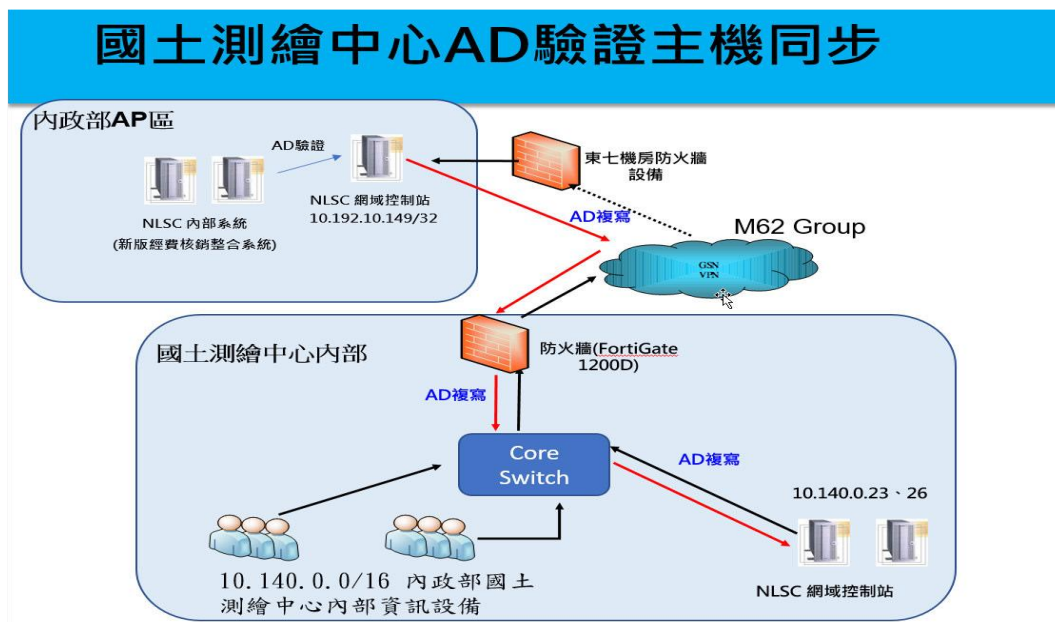 國土測繪中心AD驗證主機同步
內政部AP區
AD驗證
NLSC 內部系統
(新版經費核銷整合系統)
NLSC 網域控制站
10.192.10.149/32
東七機房防火牆
設備
AD複寫
M62 Group
GSN
VPN
國土測繪中心內部
防火牆(FortiGate
1200D)
AD複寫
Core
Switch
AD複寫
10.140.0.23、26
NLSC 網域控制站
10.140.0.0/16 內政部國土
測繪中心內部資訊設備